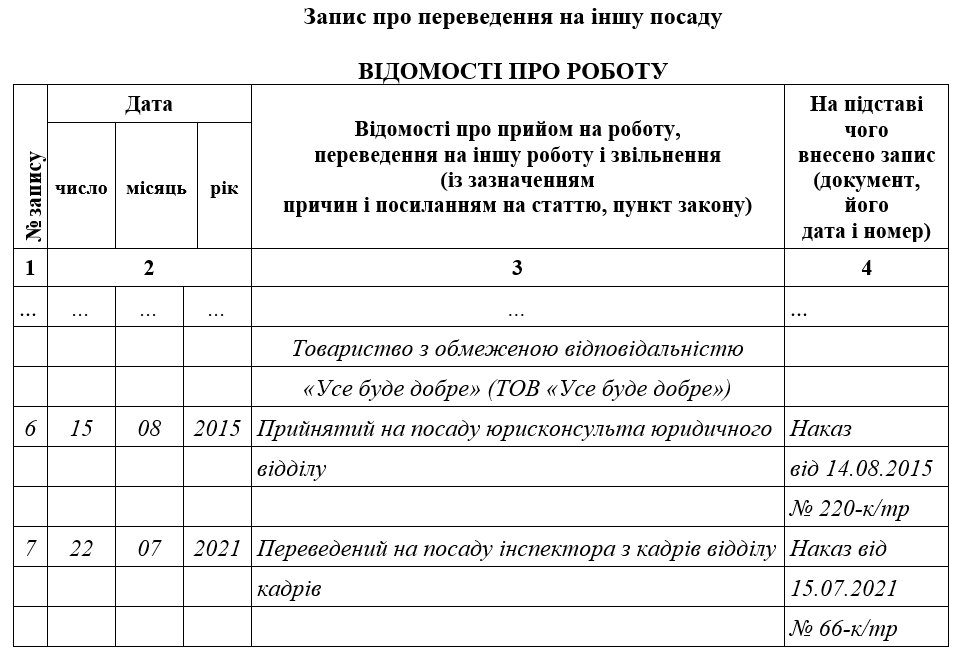 Запис про переведення на іншу посаду
ВІДОМОСТІ ПРО РОБОТУ
№ запису
Дата
число місяць рік
Відомості про прийом на роботу,
переведення на іншу роботу і звільнення
(із зазначенням
причин і посиланням на статтю, пункт закону)
На підставі
чого
внесено запис
(документ,
його
дата і номер)
1 2 3 4
... ... ... ... ... ...
Товариство з обмеженою відповідальністю
«Усе буде добре» (ТОВ «Усе буде добре»)
6 15 08 2015 Прийнятий на посаду юрисконсульта юридичного Наказ
відділу від 14.08.2015
№ 220-к/тр
7 22 07 2021 Переведений на посаду інспектора з кадрів відділу Наказ від
кадрів 15.07.2021
№ 66-к/тр